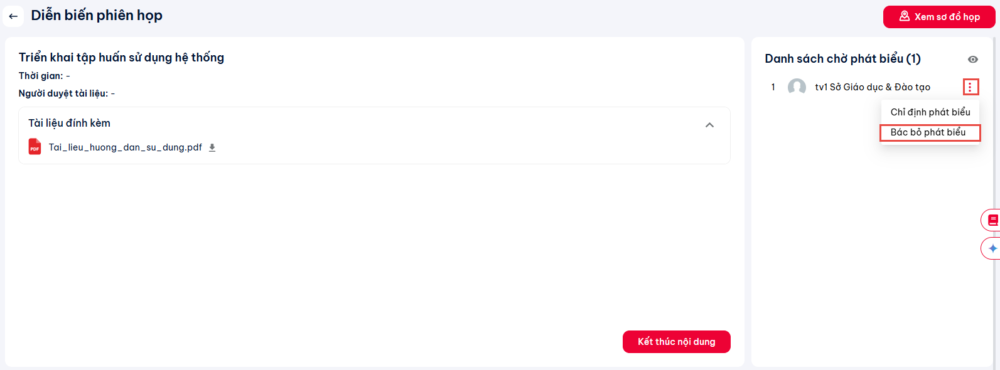 Diễn biến phiên họp
Xem sơ đồ họp
Triển khai tập huấn sử dụng hệ thống
Thời gian: -
Người duyệt tài liệu: -
Tài liệu đính kèm
PDF
Tai_lieu_huong_dan_su_dung.pdf
Kết thúc nội dung
Danh sách chờ phát biểu (1)
1 tv1 Sở Giáo dục & Đào tạo
Chỉ định phát biểu
Bác bỏ phát biểu